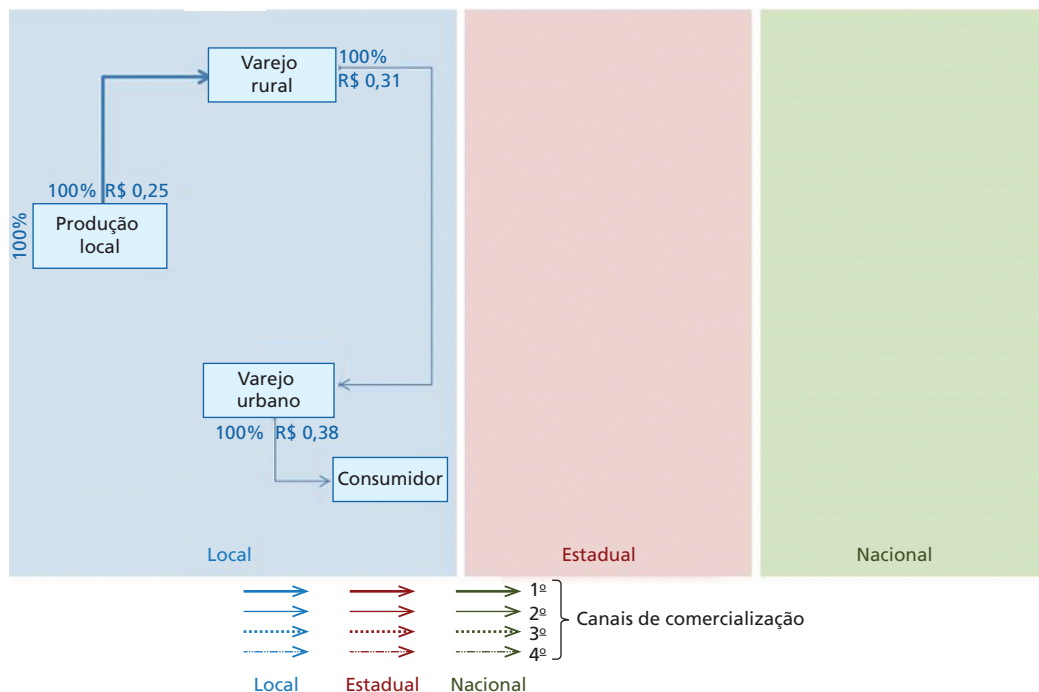 Varejo
rural
100%
R$ 0,31
100% R$ 0,25
100%
Produção
local
Varejo
urbano
100% R$ 0,38
Consumidor
Local
Estadual
Nacional
1º
2º
3º
4º
Canais de comercialização
Local
Estadual
Nacional